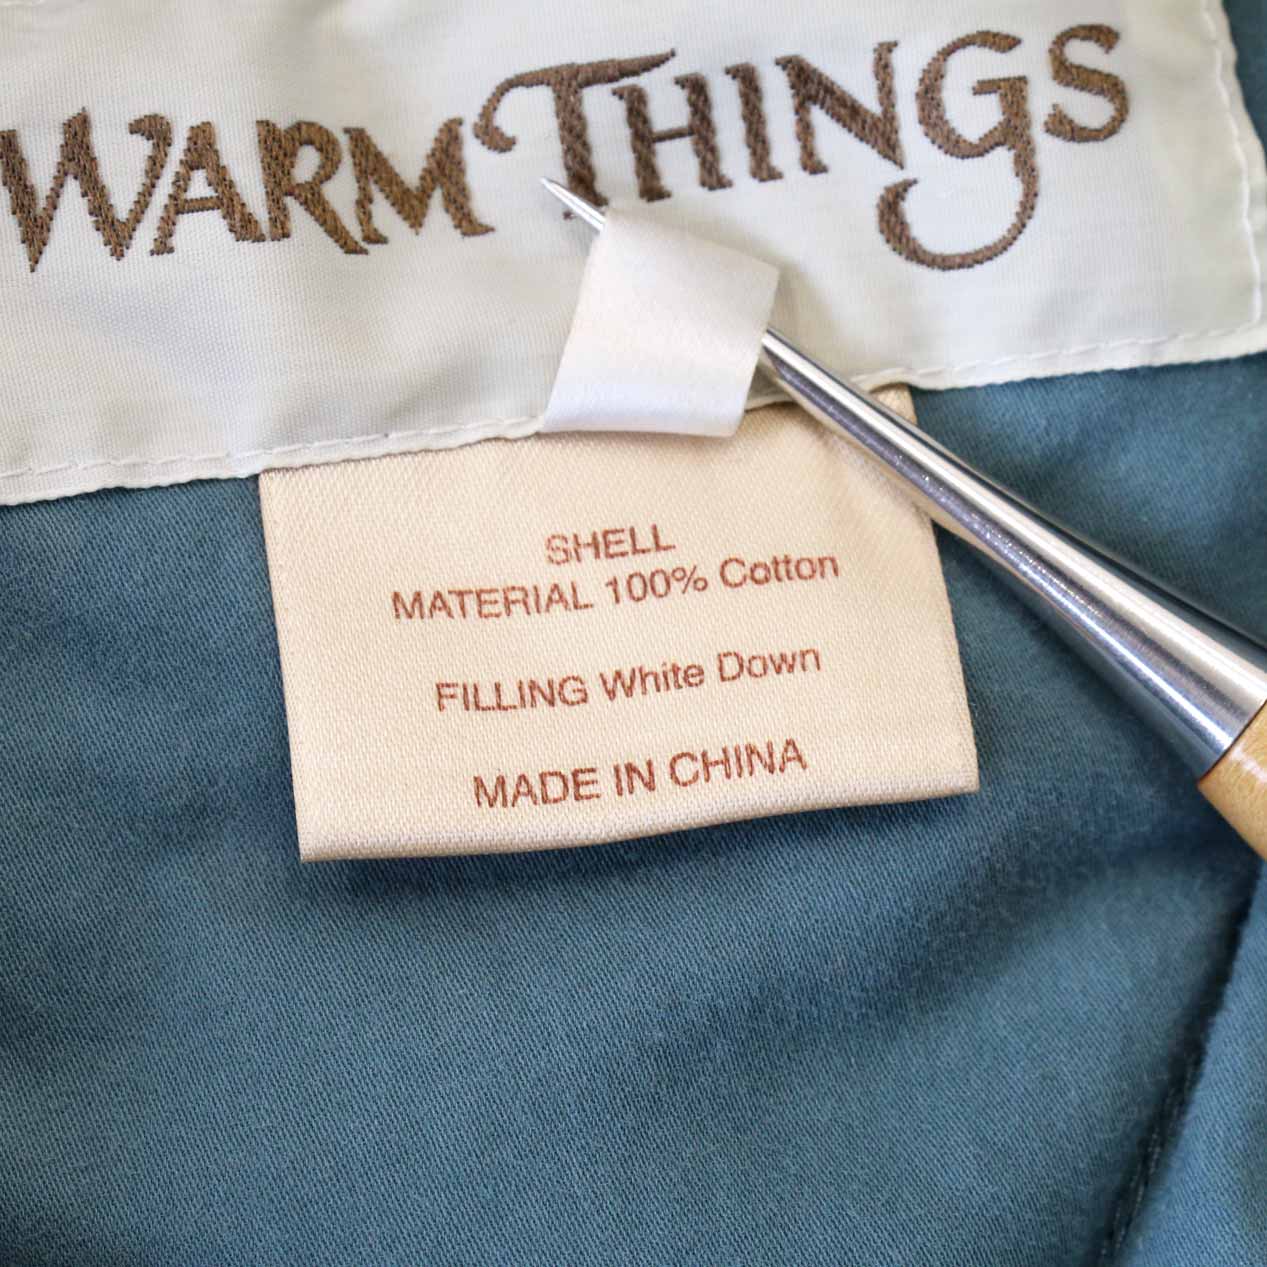 WARM THINGS
SHELL
MATERIAL 100% Cotton
FILLING White Down
MADE IN CHINA